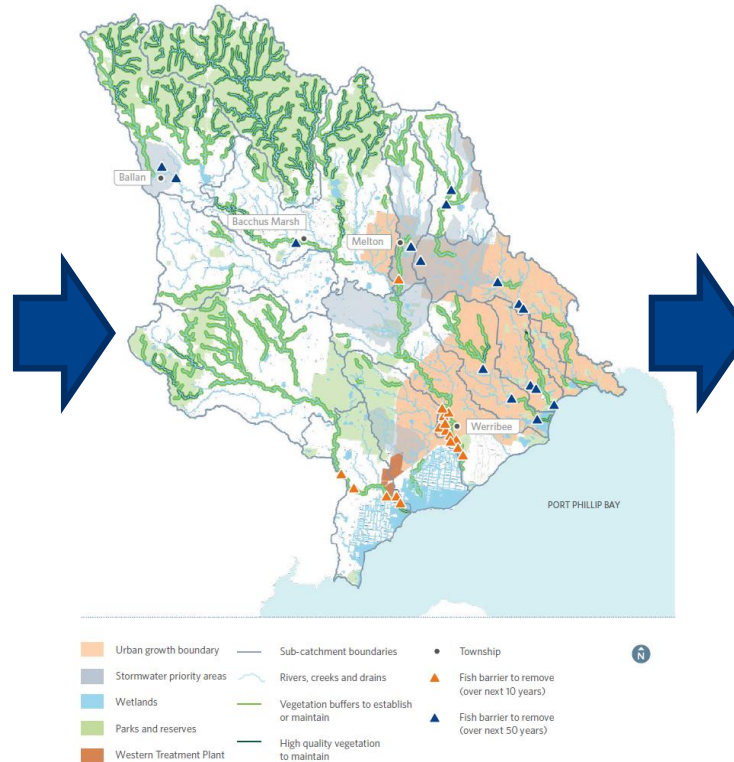 Ballan
Bacchus Marsh
Melton
Werribee
PORT PHILLIP BAY
Urban growth boundary
Stormwater priority areas
Wetlands
Parks and reserves
Western Treatment Plant
Sub-catchment boundaries
Rivers, creeks and drains
Vegetation buffers to establish
or maintain
High quality vegetation
to maintain
Township
Fish barrier to remove
(over next 10 years)
Fish barrier to remove
(over next 50 years)
N